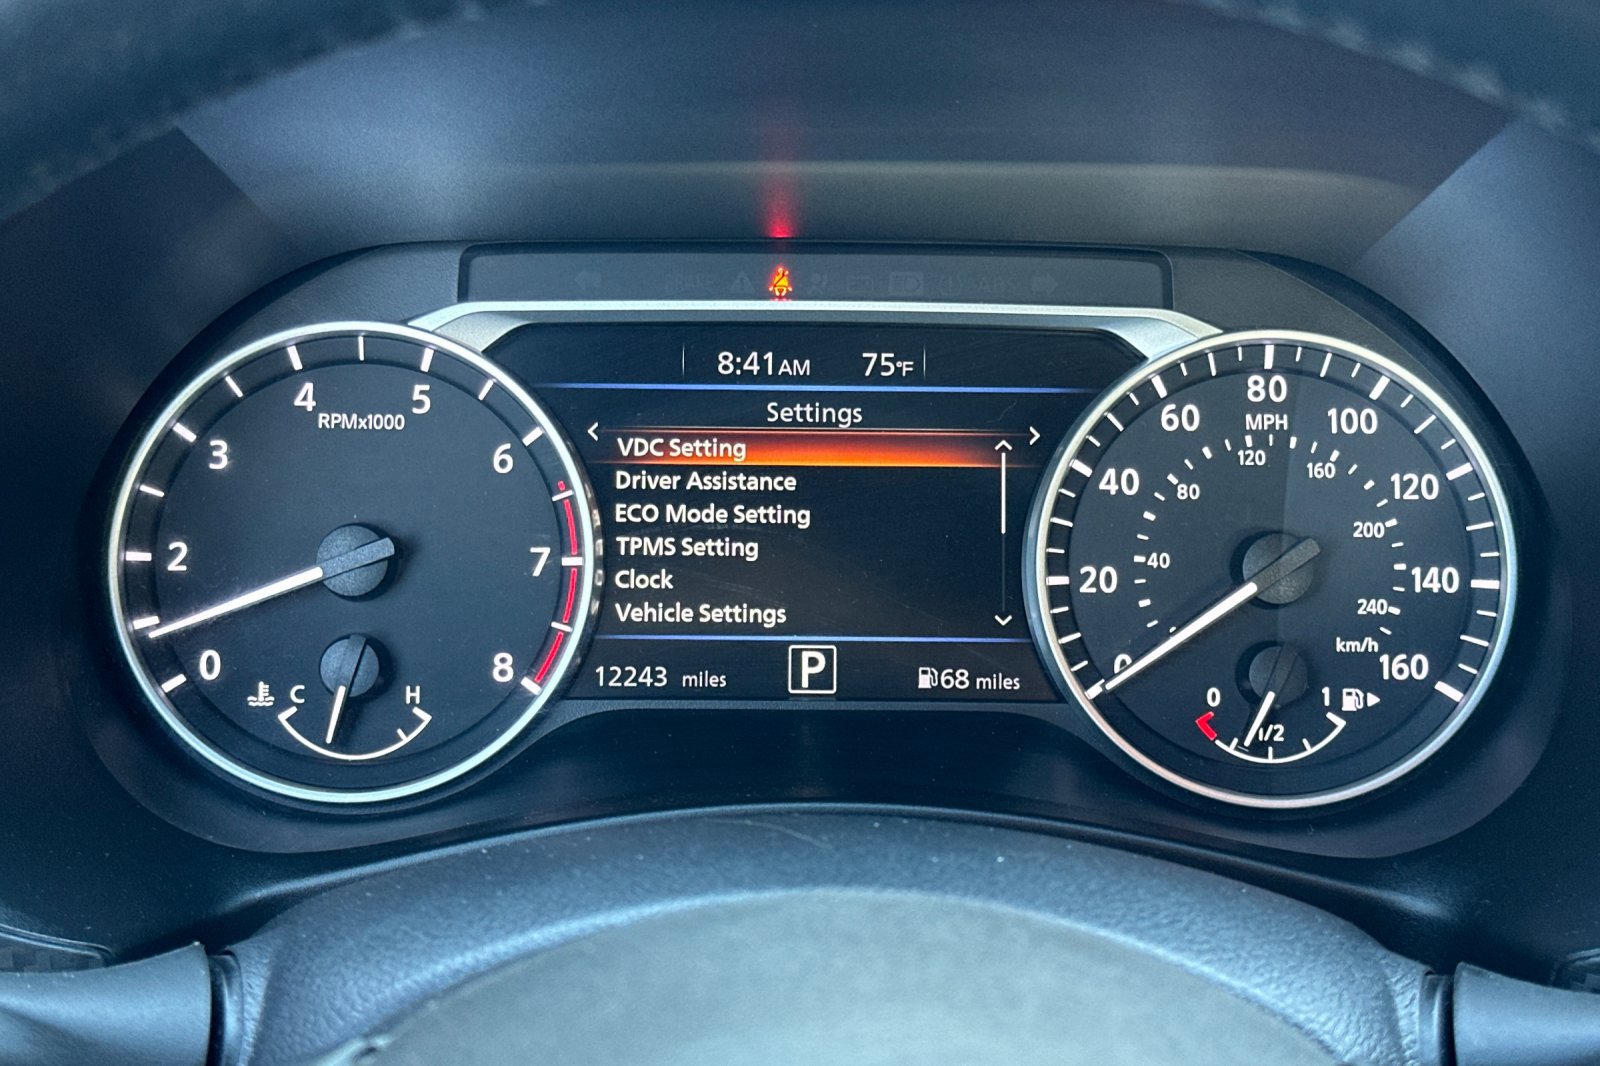 8:41AM 75°F
Settings
VDC Setting
Driver Assistance
ECO Mode Setting
TPMS Setting
Clock
Vehicle Settings
12243 miles P 68 miles
RPMx1000
0 2 3 4 5 6 7 8
C H
MPH
0 20 40 60 80 100 120 140 160
40 80 120 160 200 240
km/h
0 1/2 1
ABS